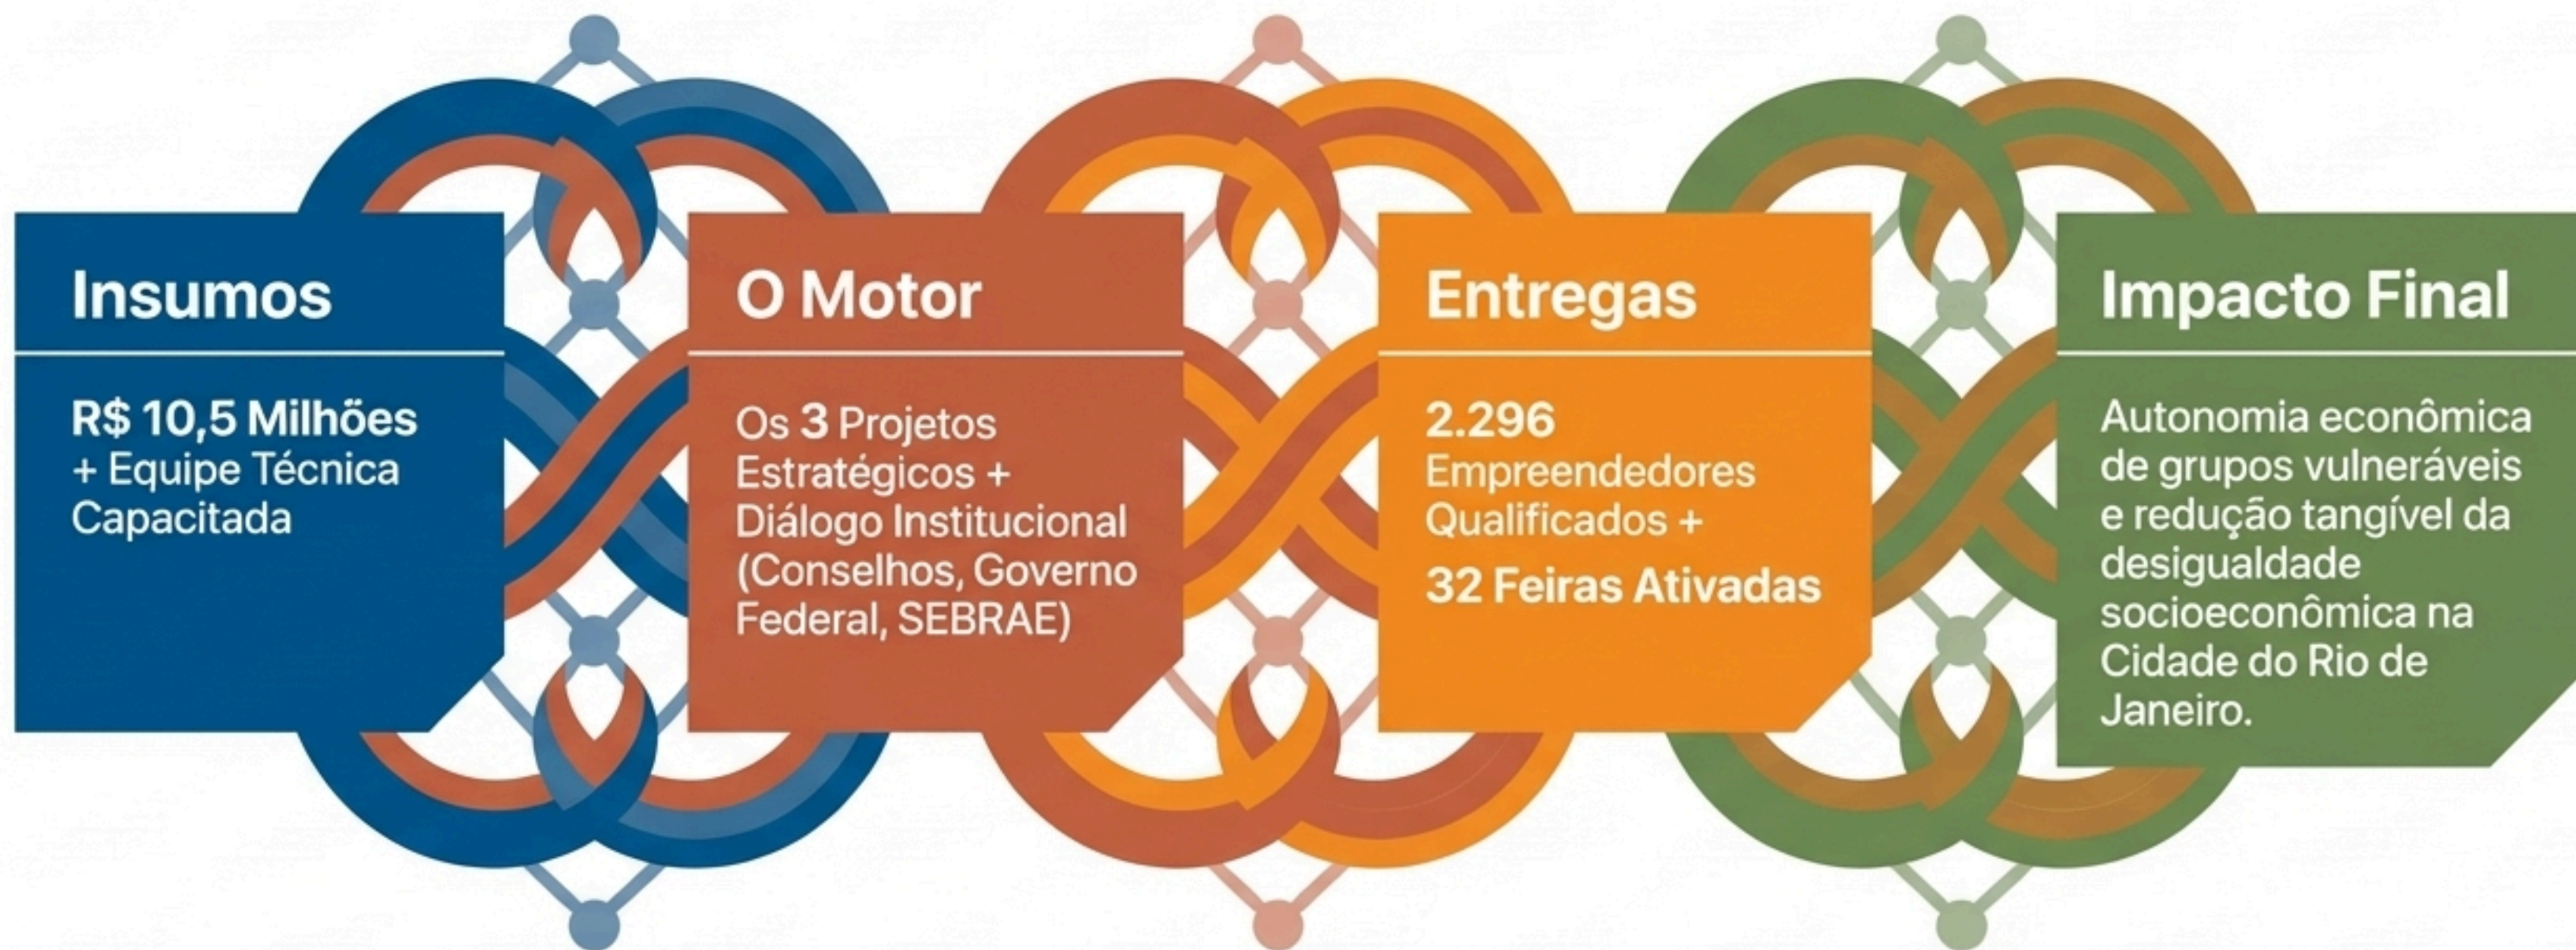 Insumos
R$ 10,5 Milhões
+ Equipe Técnica
Capacitada
O Motor
Os 3 Projetos
Estratégicos +
Diálogo Institucional
(Conselhos, Governo
Federal, SEBRAE)
Entregas
2.296
Empreendedores
Qualificados +
32 Feiras Ativadas
Impacto Final
Autonomia econômica
de grupos vulneráveis
e redução tangível da
desigualdade
socioeconômica na
Cidade do Rio de
Janeiro.